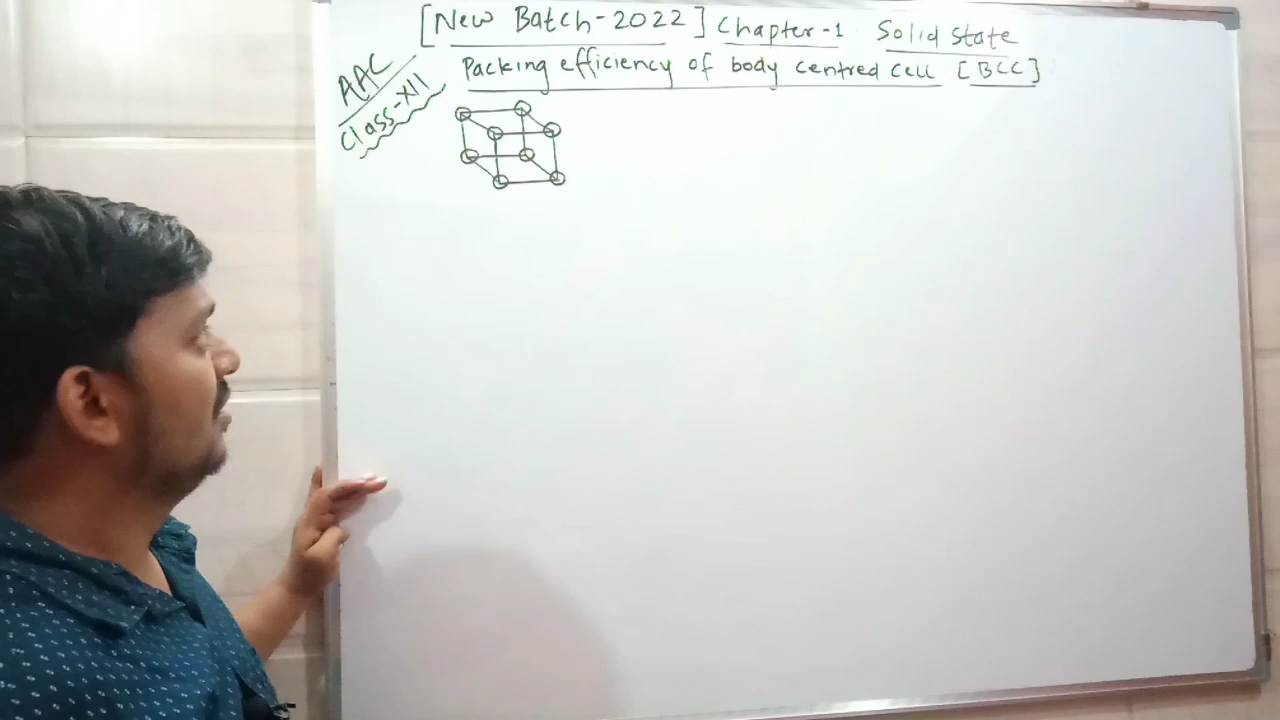 [New Batch-2022] Chapter-1 Solid state
Packing efficiency of body centred cell [BCC]
AAC
Class-XII